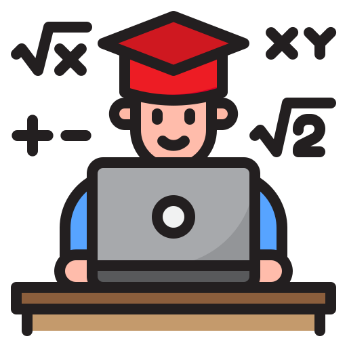 √x
XY
+ -
√2